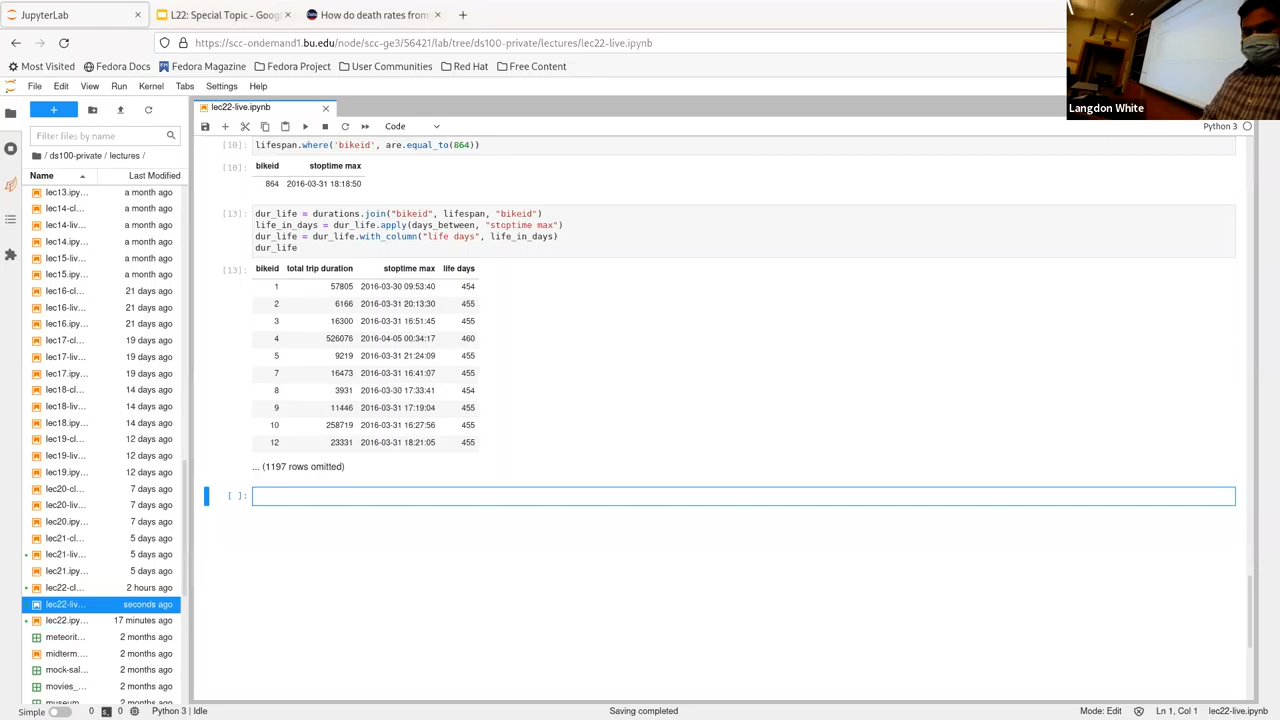 JupyterLab
L22: Special Topic - Goog
How do death rates from
https://scc-ondemand1.bu.edu/node/scc-ge3/56421/lab/tree/ds100-private/lectures/lec22-live.ipynb
Most Visited
Fedora Docs
Fedora Magazine
Fedora Project
User Communities
Red Hat
Free Content
Langdon White
File Edit View Run Kernel Tabs Settings Help
lec22-live.ipynb
Code
Python 3
Filter files by name
/ ds100-private / lectures /
Name Last Modified
lec13.ipy... a month ago
lec14-cl... a month ago
lec14-liv... a month ago
lec14.ipy... a month ago
lec15-liv... a month ago
lec15.ipy... a month ago
lec16-cl... 21 days ago
lec16-liv... 21 days ago
lec16.ipy... 21 days ago
lec17-cl... 19 days ago
lec17-liv... 19 days ago
lec17.ipy... 19 days ago
lec18-cl... 14 days ago
lec18-liv... 14 days ago
lec18.ipy... 14 days ago
lec19-cl... 12 days ago
lec19-liv... 12 days ago
lec19.ipy... 12 days ago
lec20-cl... 7 days ago
lec20-liv... 7 days ago
lec20.ipy... 7 days ago
lec21-cl... 5 days ago
lec21-liv... 5 days ago
lec21.ipy... 5 days ago
lec22-cl... 2 hours ago
lec22-liv... seconds ago
lec22.ipy... 17 minutes ago
meteorit... 2 months ago
midterm.... 2 months ago
mock-sal... 2 months ago
movies_... 2 months ago
museum... 2 months ago
[10]: lifespan.where('bikeid', are.equal_to(864))
[10]: bikeid stoptime max
864 2016-03-31 18:18:50
[13]: dur_life = durations.join("bikeid", lifespan, "bikeid")
life_in_days = dur_life.apply(days_between, "stoptime max")
dur_life = dur_life.with_column("life days", life_in_days)
dur_life
[13]: bikeid total trip duration stoptime max life days
1 57805 2016-03-30 09:53:40 454
2 6166 2016-03-31 20:13:30 455
3 16300 2016-03-31 16:51:45 455
4 526076 2016-04-05 00:34:17 460
5 9219 2016-03-31 21:24:09 455
7 16473 2016-03-31 16:41:07 455
8 3931 2016-03-30 17:33:41 454
9 11446 2016-03-31 17:19:04 455
10 258719 2016-03-31 16:27:56 455
12 23331 2016-03-31 18:21:05 455
... (1197 rows omitted)
[ ]:
Simple 0 0 Python 3 | Idle
Saving completed
Mode: Edit Ln 1, Col 1 lec22-live.ipynb